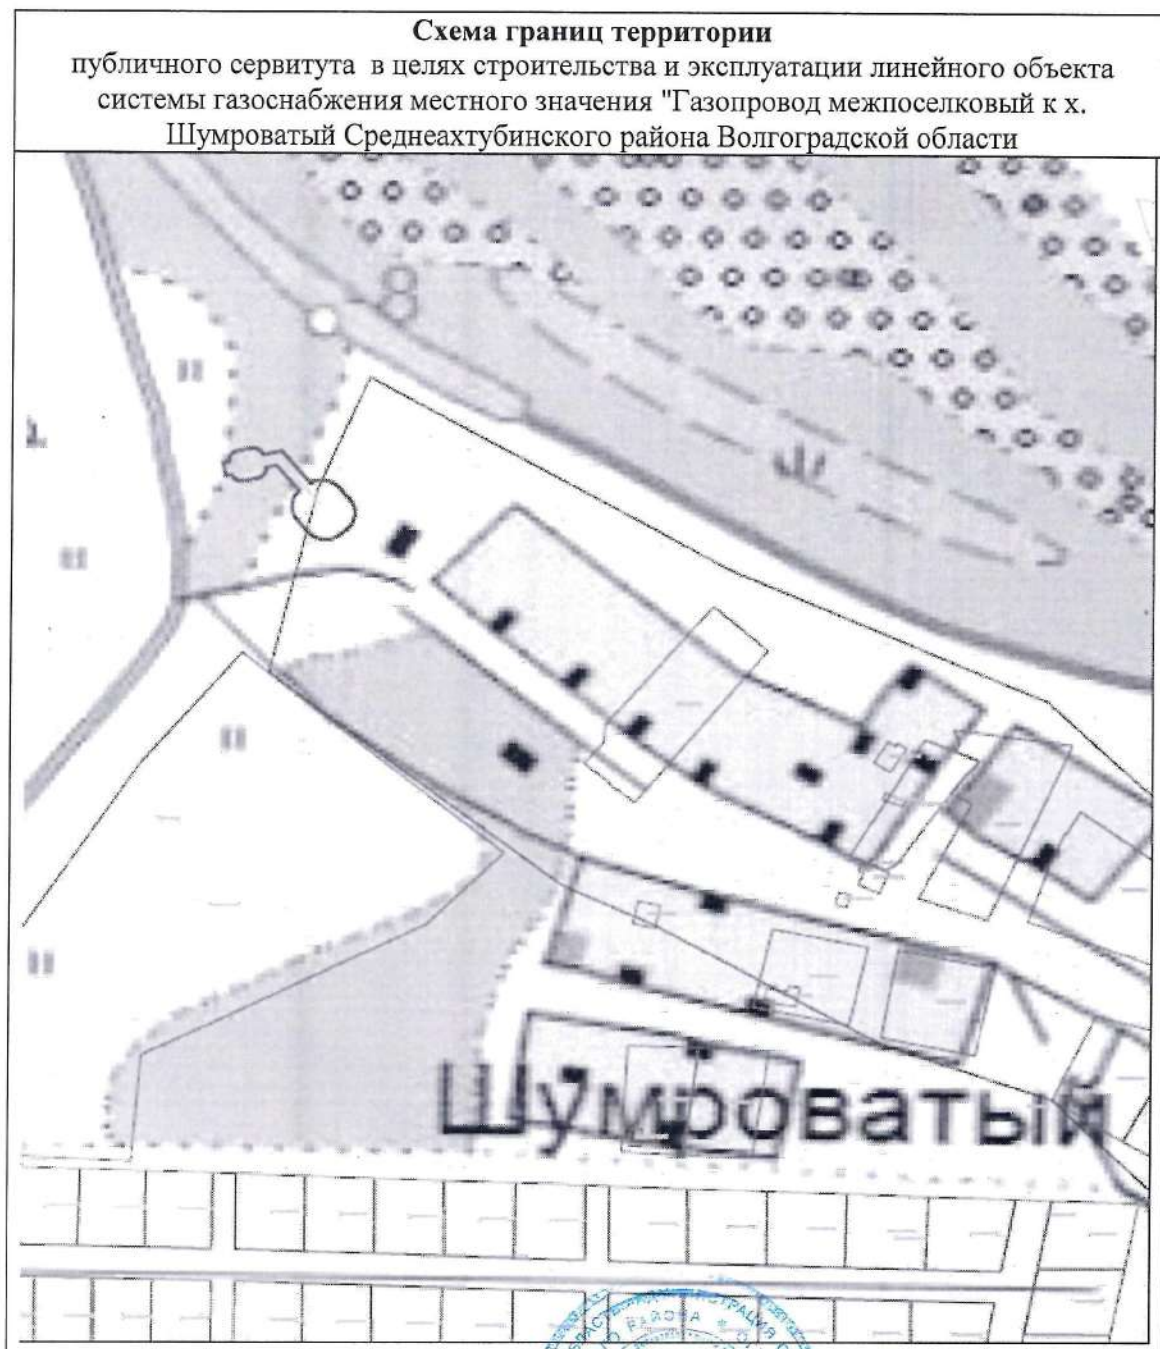 Схема границ территории
публичного сервитута в целях строительства и эксплуатации линейного объекта
системы газоснабжения местного значения "Газопровод межпоселковый к х.
Шумроватый Среднеахтубинского района Волгоградской области
Шумроватый
РАЙОНА *